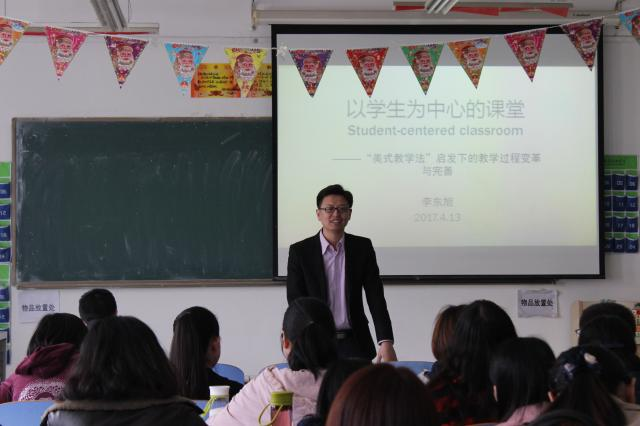 以学生为中心的课堂
Student-centered classroom
——“美式教学法”启发下的教学过程变革
与完善
李东旭
2017.4.13
物品放置处
物品放置处